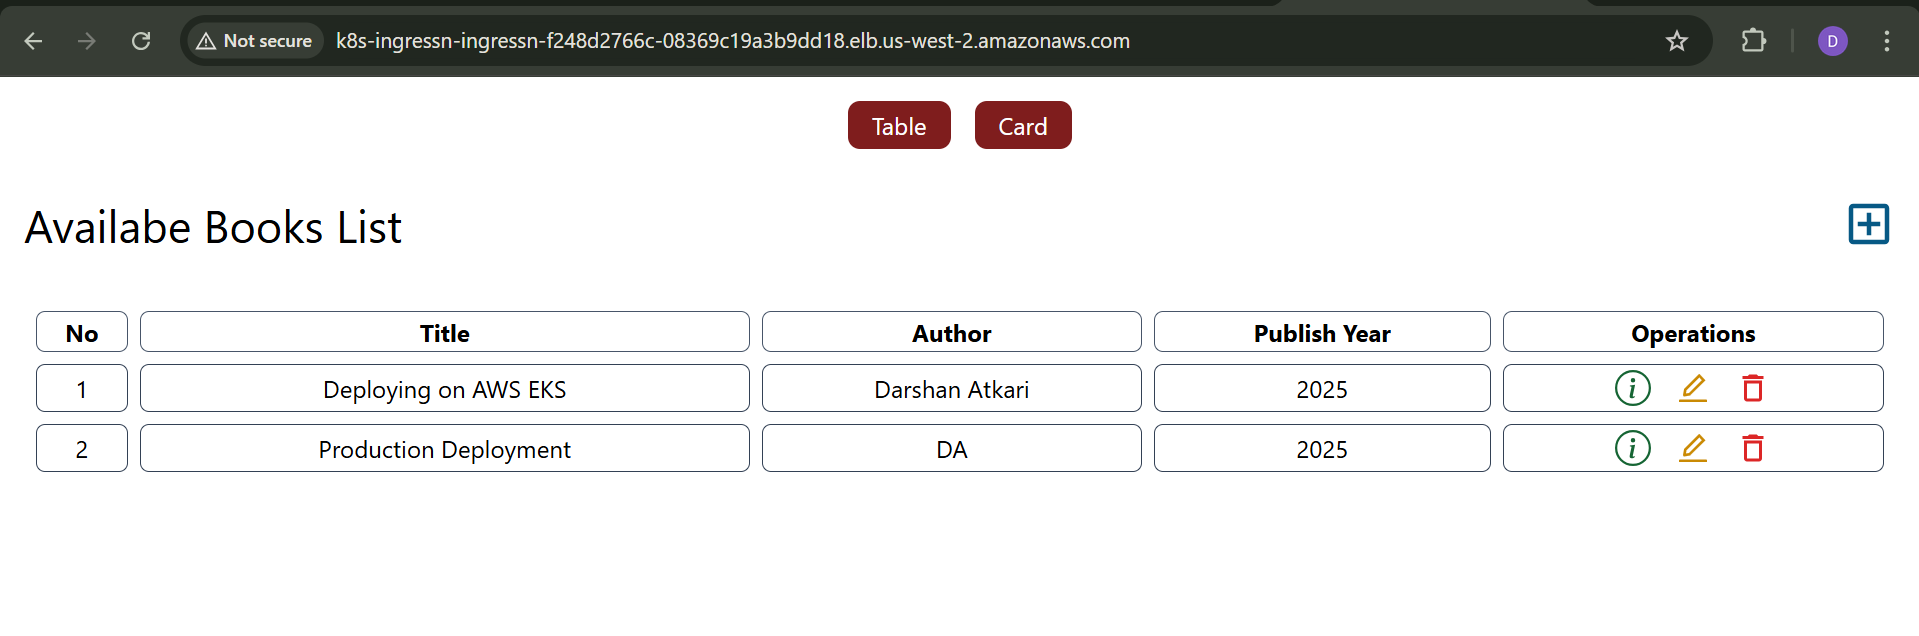 Not secure k8s-ingressn-ingressn-f248d2766c-08369c19a3b9dd18.elb.us-west-2.amazonaws.com D
Table Card
Availabe Books List
No Title Author Publish Year Operations
1 Deploying on AWS EKS Darshan Atkari 2025 i
2 Production Deployment DA 2025 i